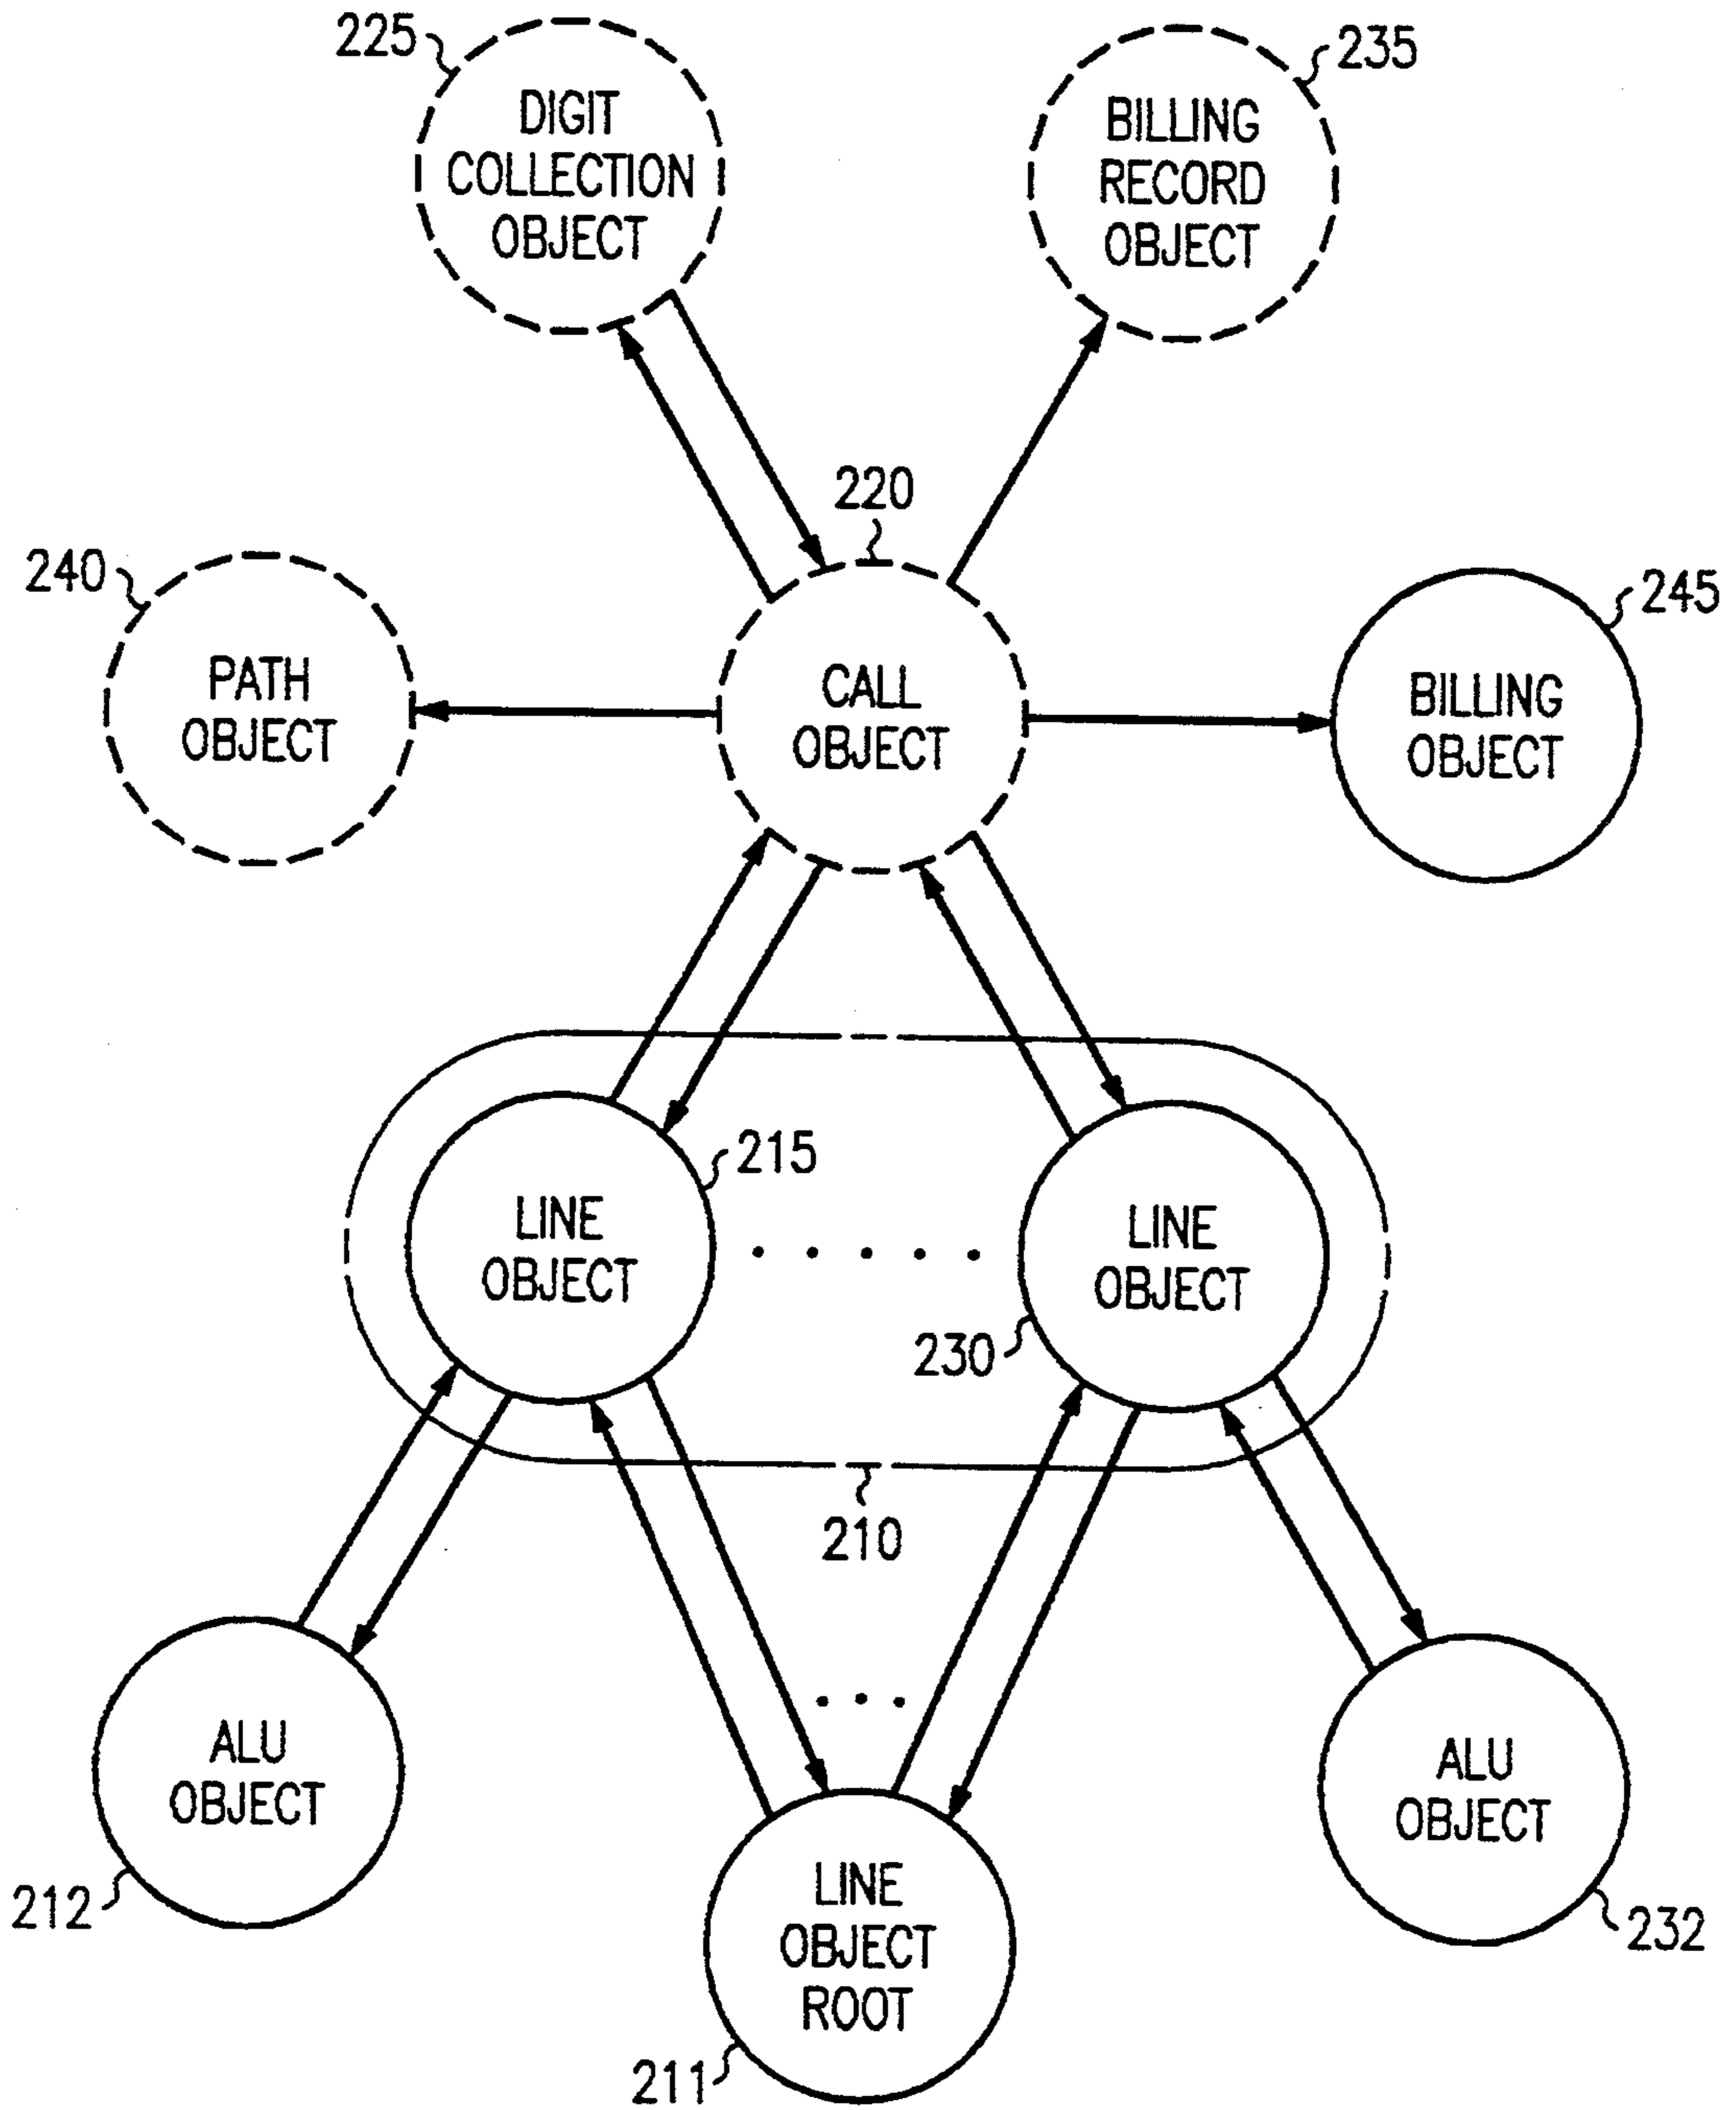 225
DIGIT
COLLECTION
OBJECT
235
BILLING
RECORD
OBJECT
220
240
PATH
OBJECT
CALL
OBJECT
245
BILLING
OBJECT
215
LINE
OBJECT
230
LINE
OBJECT
210
ALU
OBJECT
212
LINE
OBJECT
ROOT
211
ALU
OBJECT
232